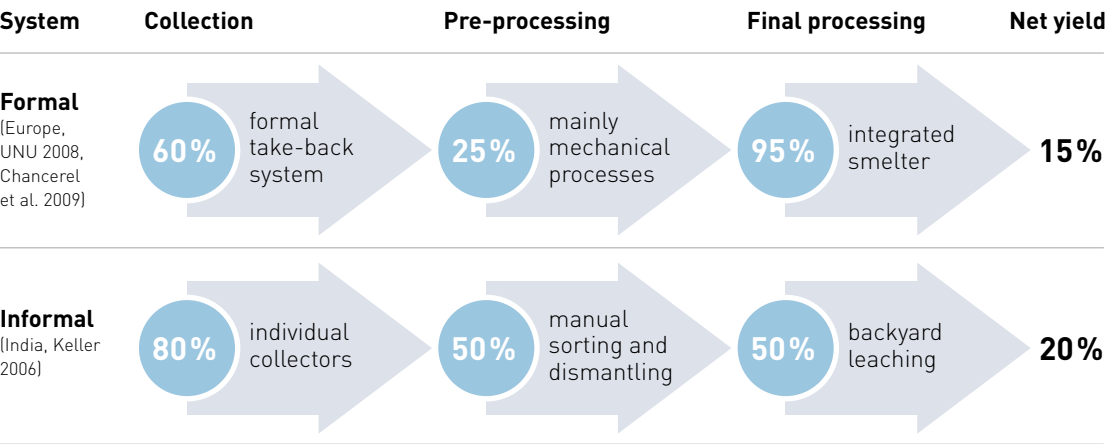 System Collection Pre-processing Final processing Net yield
Formal
(Europe,
UNU 2008,
Chancerel
et al. 2009)
60%
formal
take-back
system
25%
mainly
mechanical
processes
95%
integrated
smelter
15%
Informal
(India, Keller
2006)
80%
individual
collectors
50%
manual
sorting and
dismantling
50%
backyard
leaching
20%